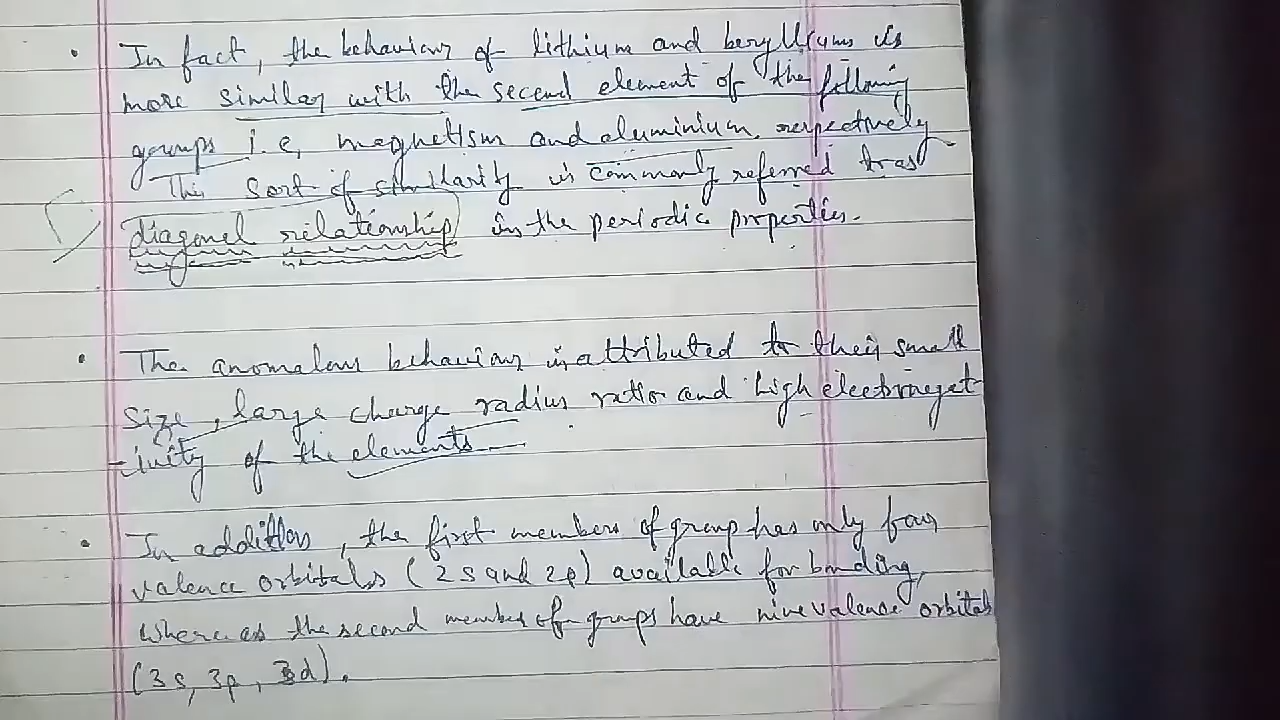 • In fact, the behaviour of lithium and beryllium is
more similar with the second element of the following
groups i.e, magnetism and aluminium, respectively
This sort of similarity is commonly referred to as
diagonal relationship in the periodic properties.
• The anomalous behaviour is attributed to their small
size, large charge radius ratio and high electronegat-
-ivity of the elements
• In addition, the first members of group has only four
valence orbitals (2s and 2p) available for bonding,
Where as the second member of groups have nine valence orbitals
(3s, 3p, 3d).